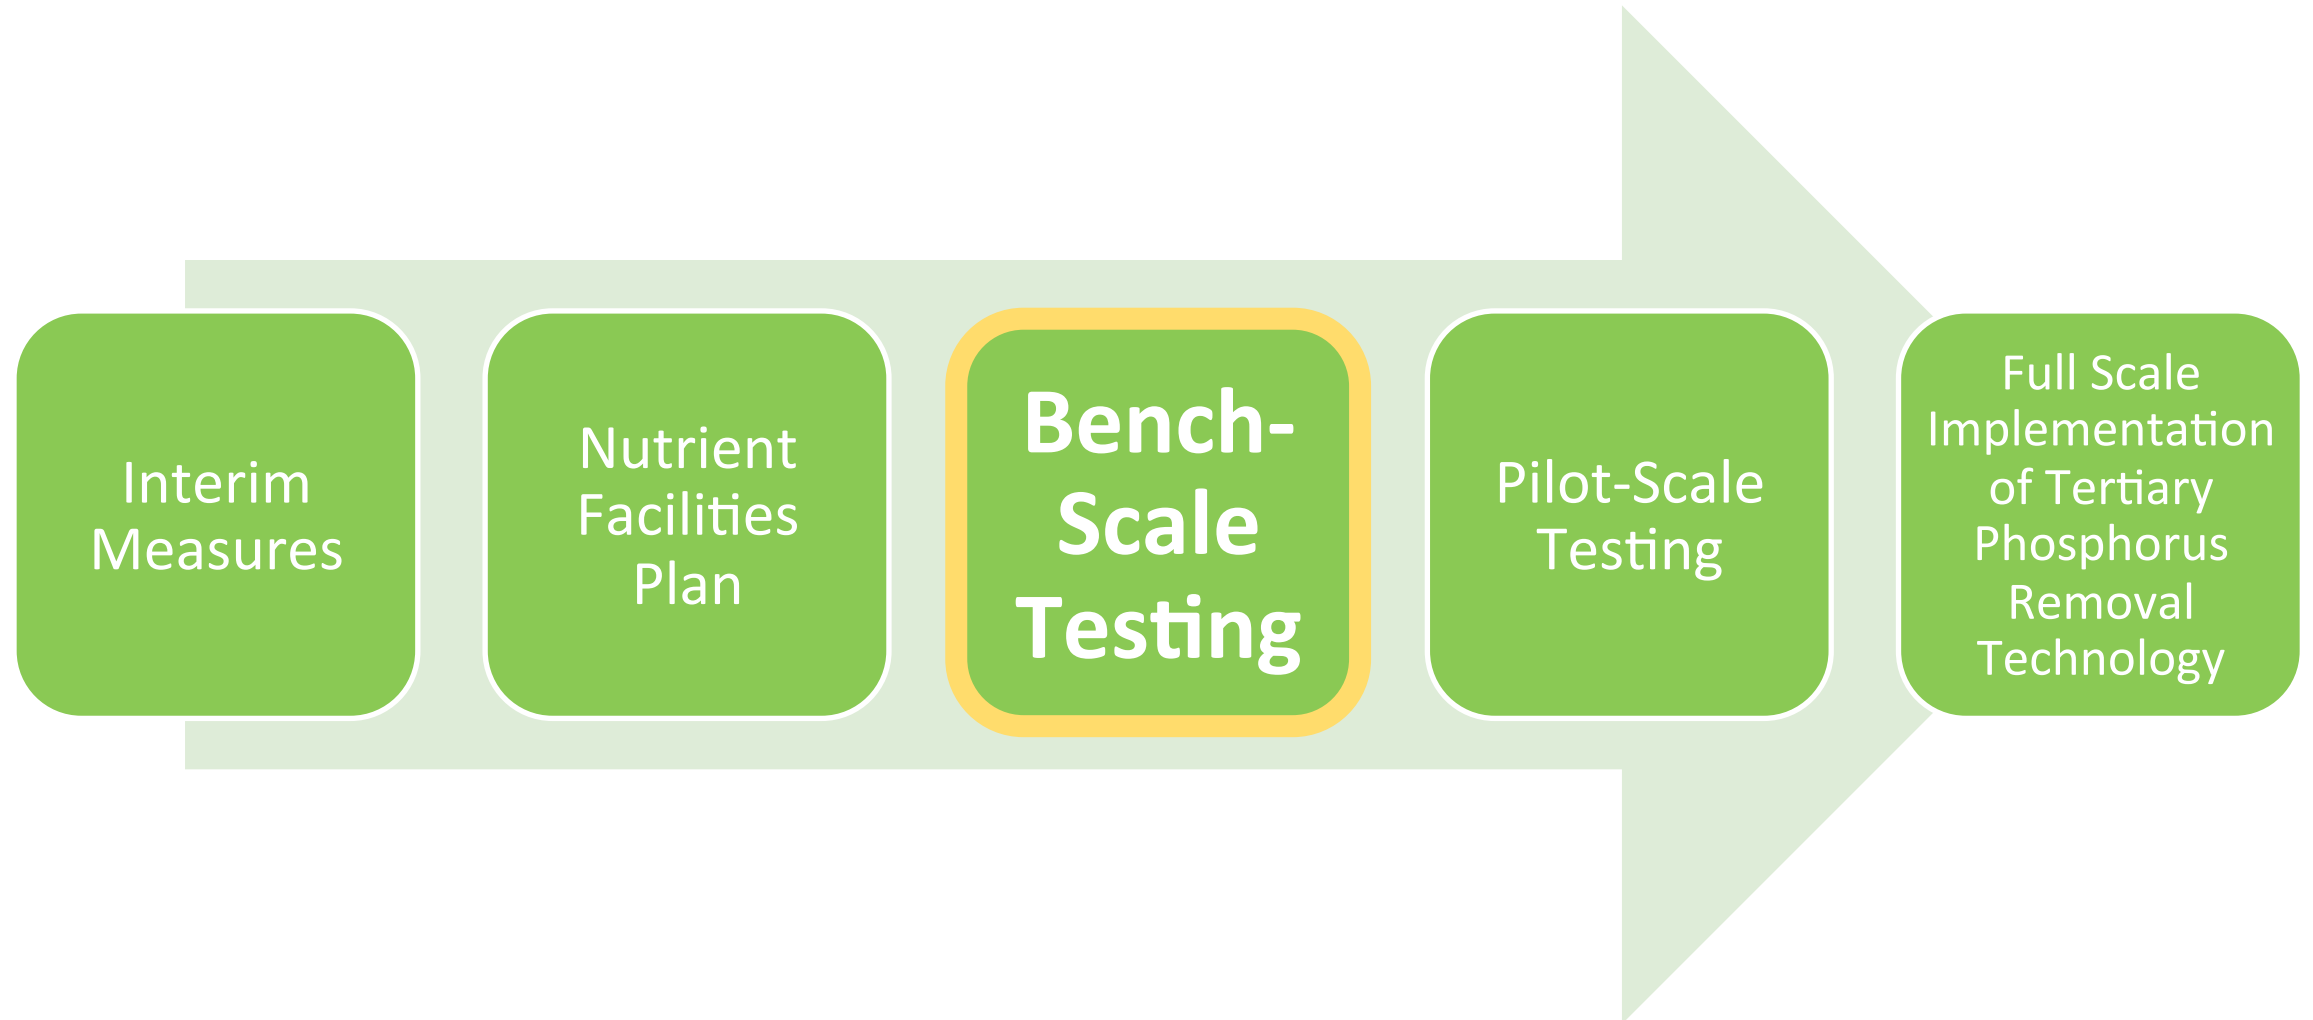 Interim
Measures
Nutrient
Facilities
Plan
Bench-
Scale
Testing
Pilot-Scale
Testing
Full Scale
Implementation
of Tertiary
Phosphorus
Removal
Technology